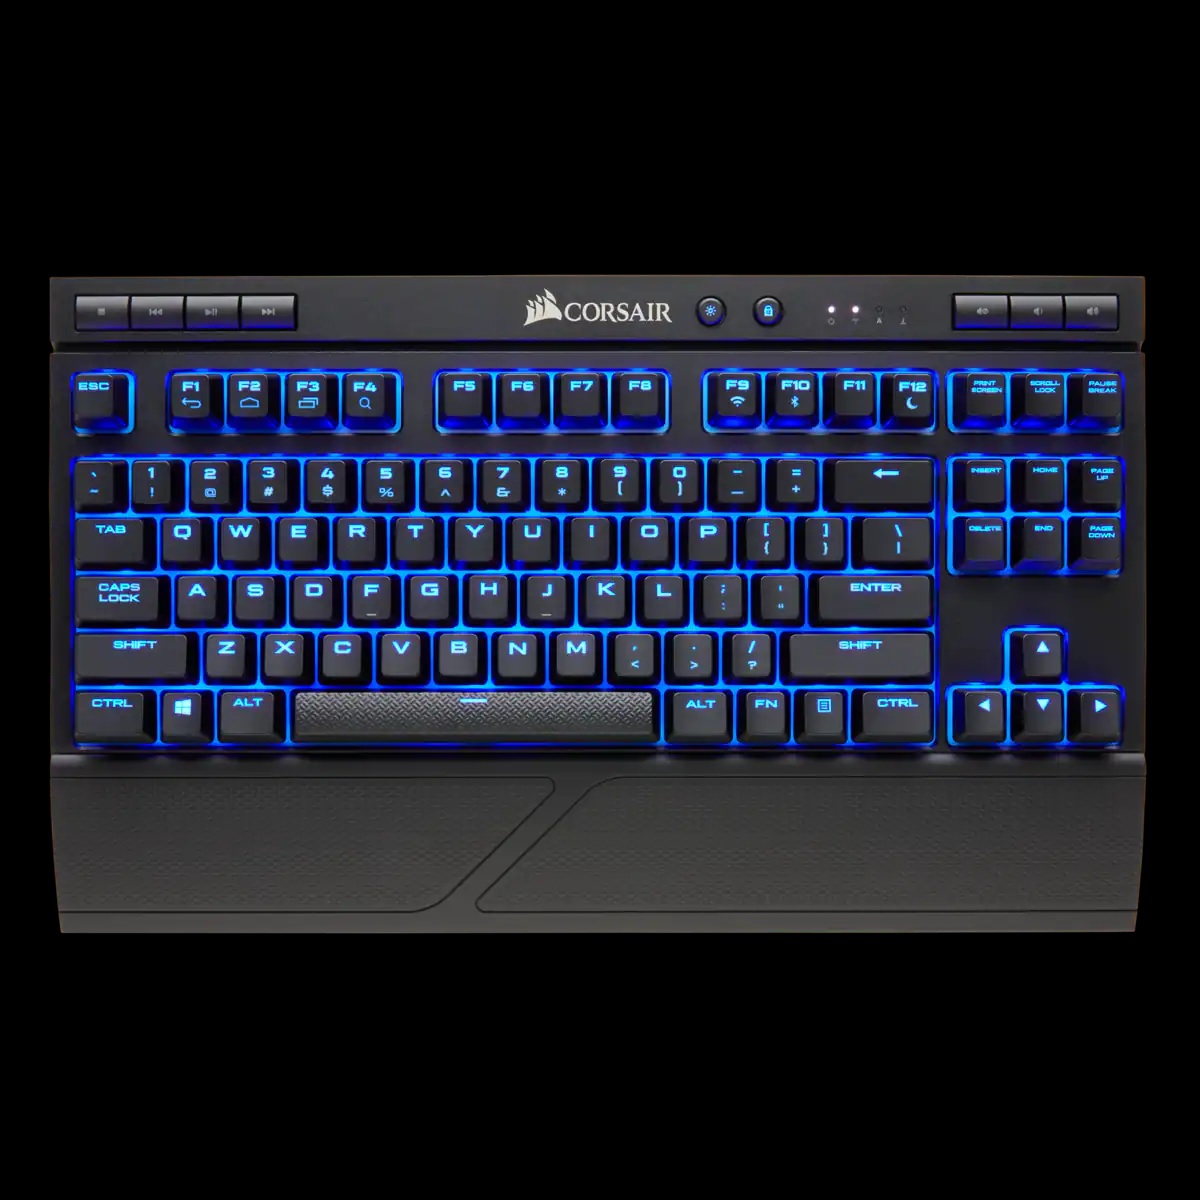 CORSAIR
ESC F1 F2 F3 F4 F5 F6 F7 F8 F9 F10 F11 F12 PRINT SCREEN SCROLL LOCK PAUSE BREAK
` ~ 1 ! 2 @ 3 # 4 $ 5 % 6 ^ 7 & 8 * 9 ( 0 ) - _ = + INSERT HOME PAGE UP
TAB Q W E R T Y U I O P [ { ] } \ | DELETE END PAGE DOWN
CAPS LOCK A S D F G H J K L ; : ' " ENTER
SHIFT Z X C V B N M , < . > / ? SHIFT
CTRL ALT ALT FN CTRL